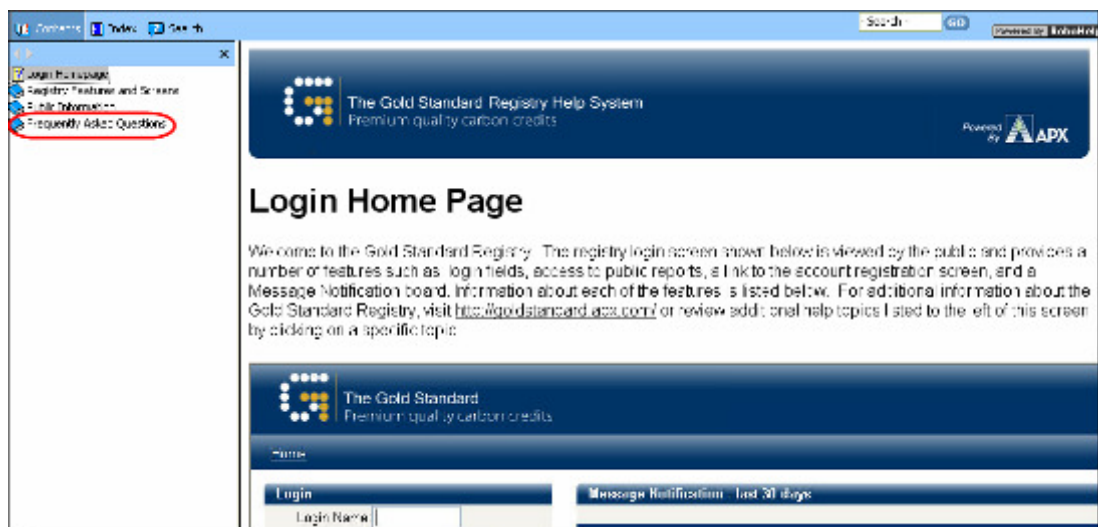 Contents Index Search
- Search - GO
Powered By RoboHelp
Login Homepage
Registry Features and Screens
Public Information
Frequently Asked Questions
The Gold Standard Registry Help System
Premium quality carbon credits
Powered By APX
Login Home Page
Welcome to the Gold Standard Registry. The registry login screen shown below is viewed by the public and provides a
number of features such as login fields, access to public reports, a link to the account registration screen, and a
Message Notification board. Information about each of the features is listed below. For additional information about the
Gold Standard Registry, visit http://goldstandard.apx.com/ or review additional help topics listed to the left of this screen
by clicking on a specific topic.
The Gold Standard
Premium quality carbon credits
Home
Login
Message Notification - last 30 days
Login Name